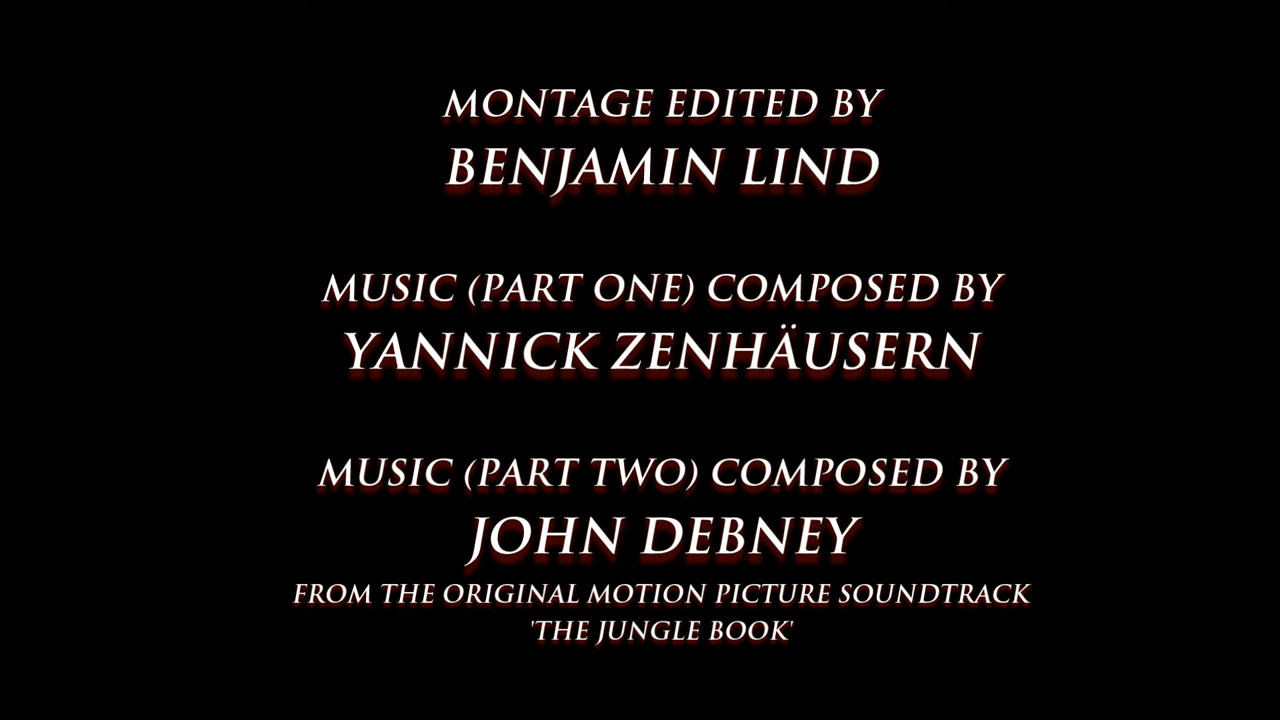 MONTAGE EDITED BY
BENJAMIN LIND
MUSIC (PART ONE) COMPOSED BY
YANNICK ZENHÄUSERN
MUSIC (PART TWO) COMPOSED BY
JOHN DEBNEY
FROM THE ORIGINAL MOTION PICTURE SOUNDTRACK
'THE JUNGLE BOOK'